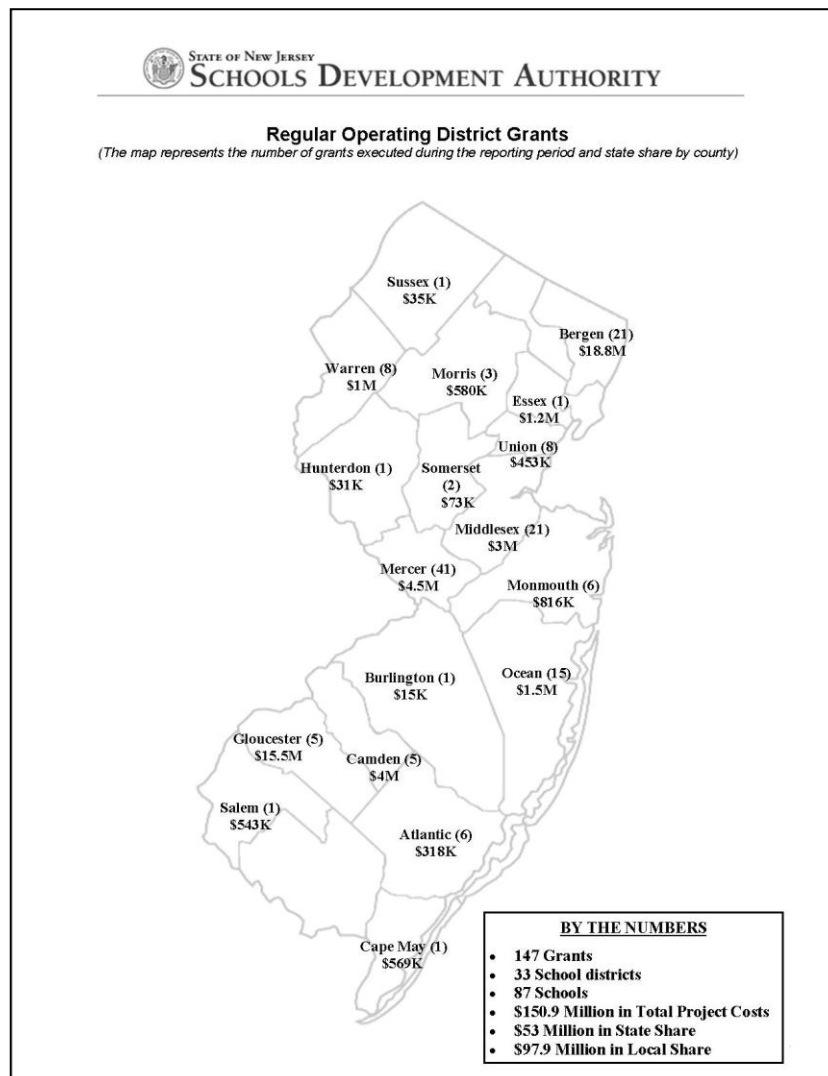 STATE OF NEW JERSEY
SCHOOLS DEVELOPMENT AUTHORITY
Regular Operating District Grants
(The map represents the number of grants executed during the reporting period and state share by county)
Sussex (1)
$35K
Bergen (21)
$18.8M
Warren (8)
$1M
Morris (3)
$580K
Essex (1)
$1.2M
Union (8)
$453K
Hunterdon (1)
$31K
Somerset
(2)
$73K
Middlesex (21)
$3M
Mercer (41)
$4.5M
Monmouth (6)
$816K
Burlington (1)
$15K
Ocean (15)
$1.5M
Gloucester (5)
$15.5M
Camden (5)
$4M
Salem (1)
$543K
Atlantic (6)
$318K
Cape May (1)
$569K
BY THE NUMBERS
• 147 Grants
• 33 School districts
• 87 Schools
• $150.9 Million in Total Project Costs
• $53 Million in State Share
• $97.9 Million in Local Share